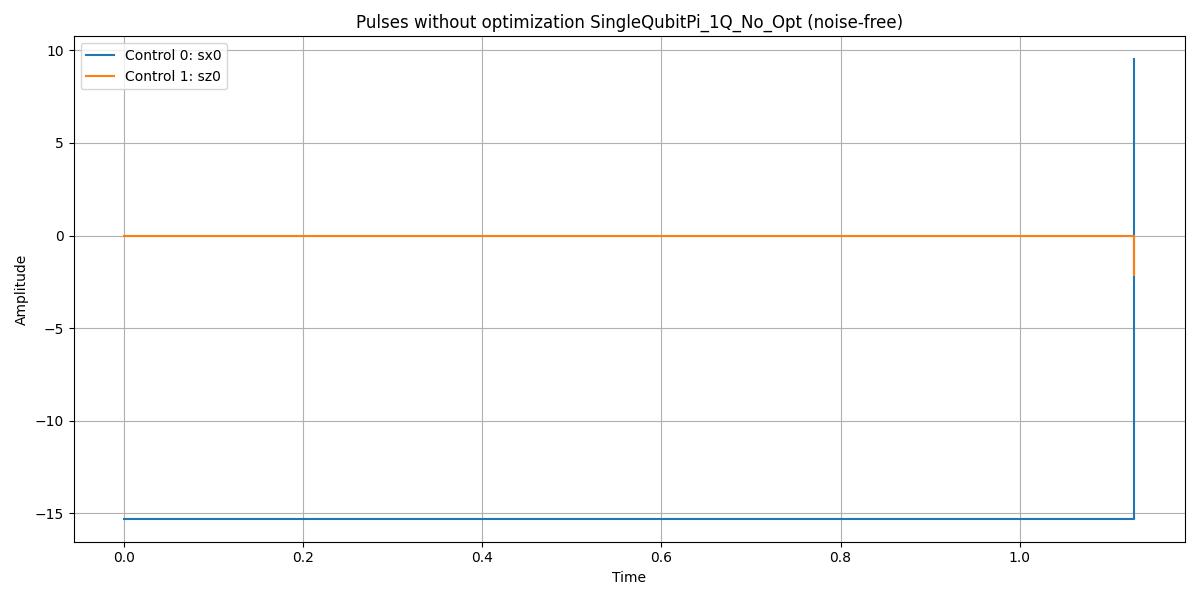 Pulses without optimization SingleQubitPi_1Q_No_Opt (noise-free)
Control 0: sx0
Control 1: sz0
10
5
0
−5
−10
−15
Amplitude
0.0
0.2
0.4
0.6
0.8
1.0
Time